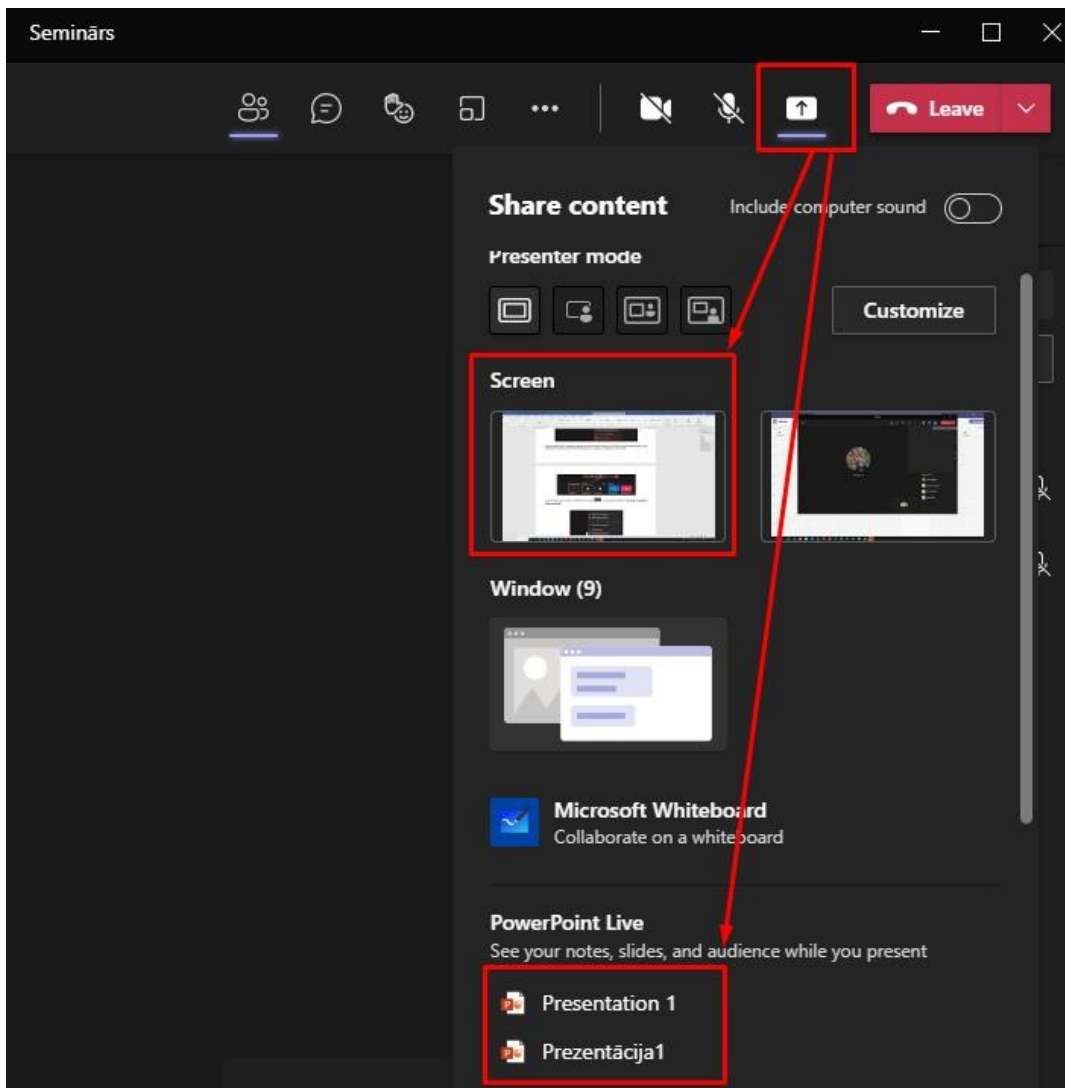 Seminārs
Leave
Share content
Include computer sound
Presenter mode
Customize
Screen
Window (9)
Microsoft Whiteboard
Collaborate on a whiteboard
PowerPoint Live
See your notes, slides, and audience while you present
Presentation 1
Prezentācija1